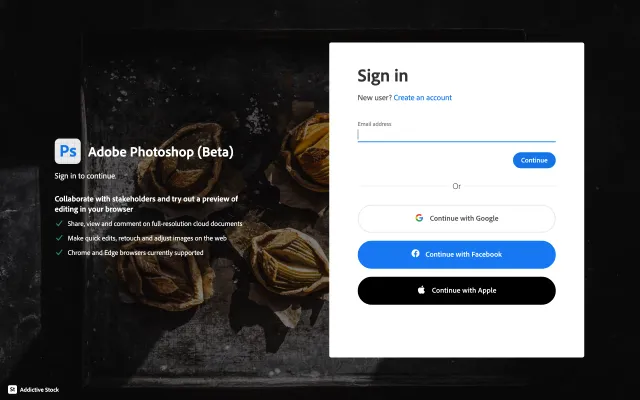 Ps Adobe Photoshop (Beta)
Sign in to continue.
Collaborate with stakeholders and try out a preview of
editing in your browser
Share, view and comment on full-resolution cloud documents
Make quick edits, retouch and adjust images on the web
Chrome and Edge browsers currently supported
St Addictive Stock
Sign in
New user? Create an account
Email address
Continue
Or
Continue with Google
Continue with Facebook
Continue with Apple